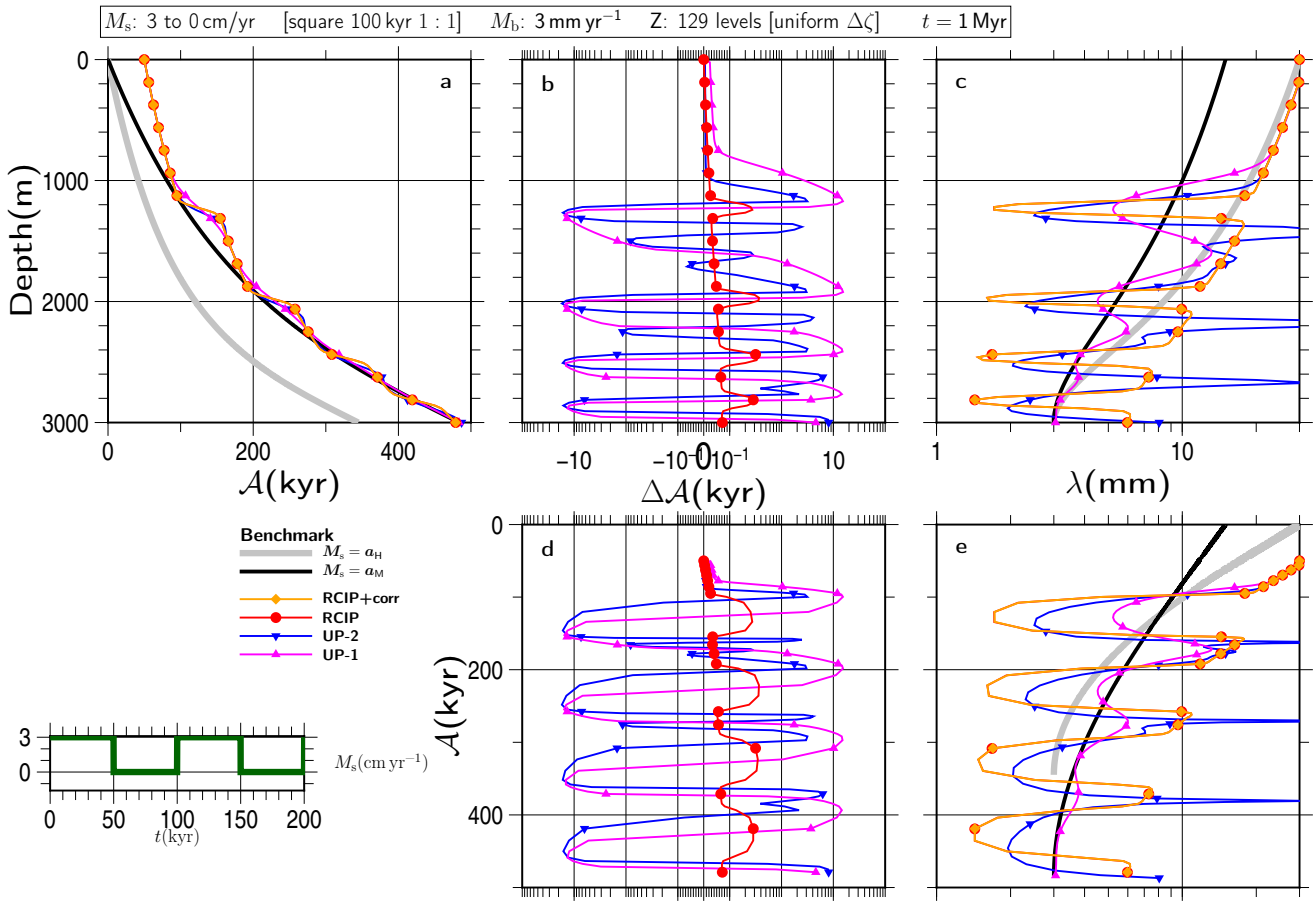 Mₛ: 3 to 0 cm/yr [square 100 kyr 1 : 1] M_b: 3 mm yr⁻¹ Z: 129 levels [uniform Δζ] t = 1 Myr
0
1000
2000
3000
Depth(m)
a
0 200 400
𝒜(kyr)
b
−10 −10⁻¹ 0 10⁻¹ 10
Δ𝒜(kyr)
c
1 10
λ(mm)
Benchmark
Mₛ = a_H
Mₛ = a_M
RCIP+corr
RCIP
UP-2
UP-1
0
200
400
𝒜(kyr)
d
e
3
0
Mₛ(cm yr⁻¹)
0 50 100 150 200
t(kyr)